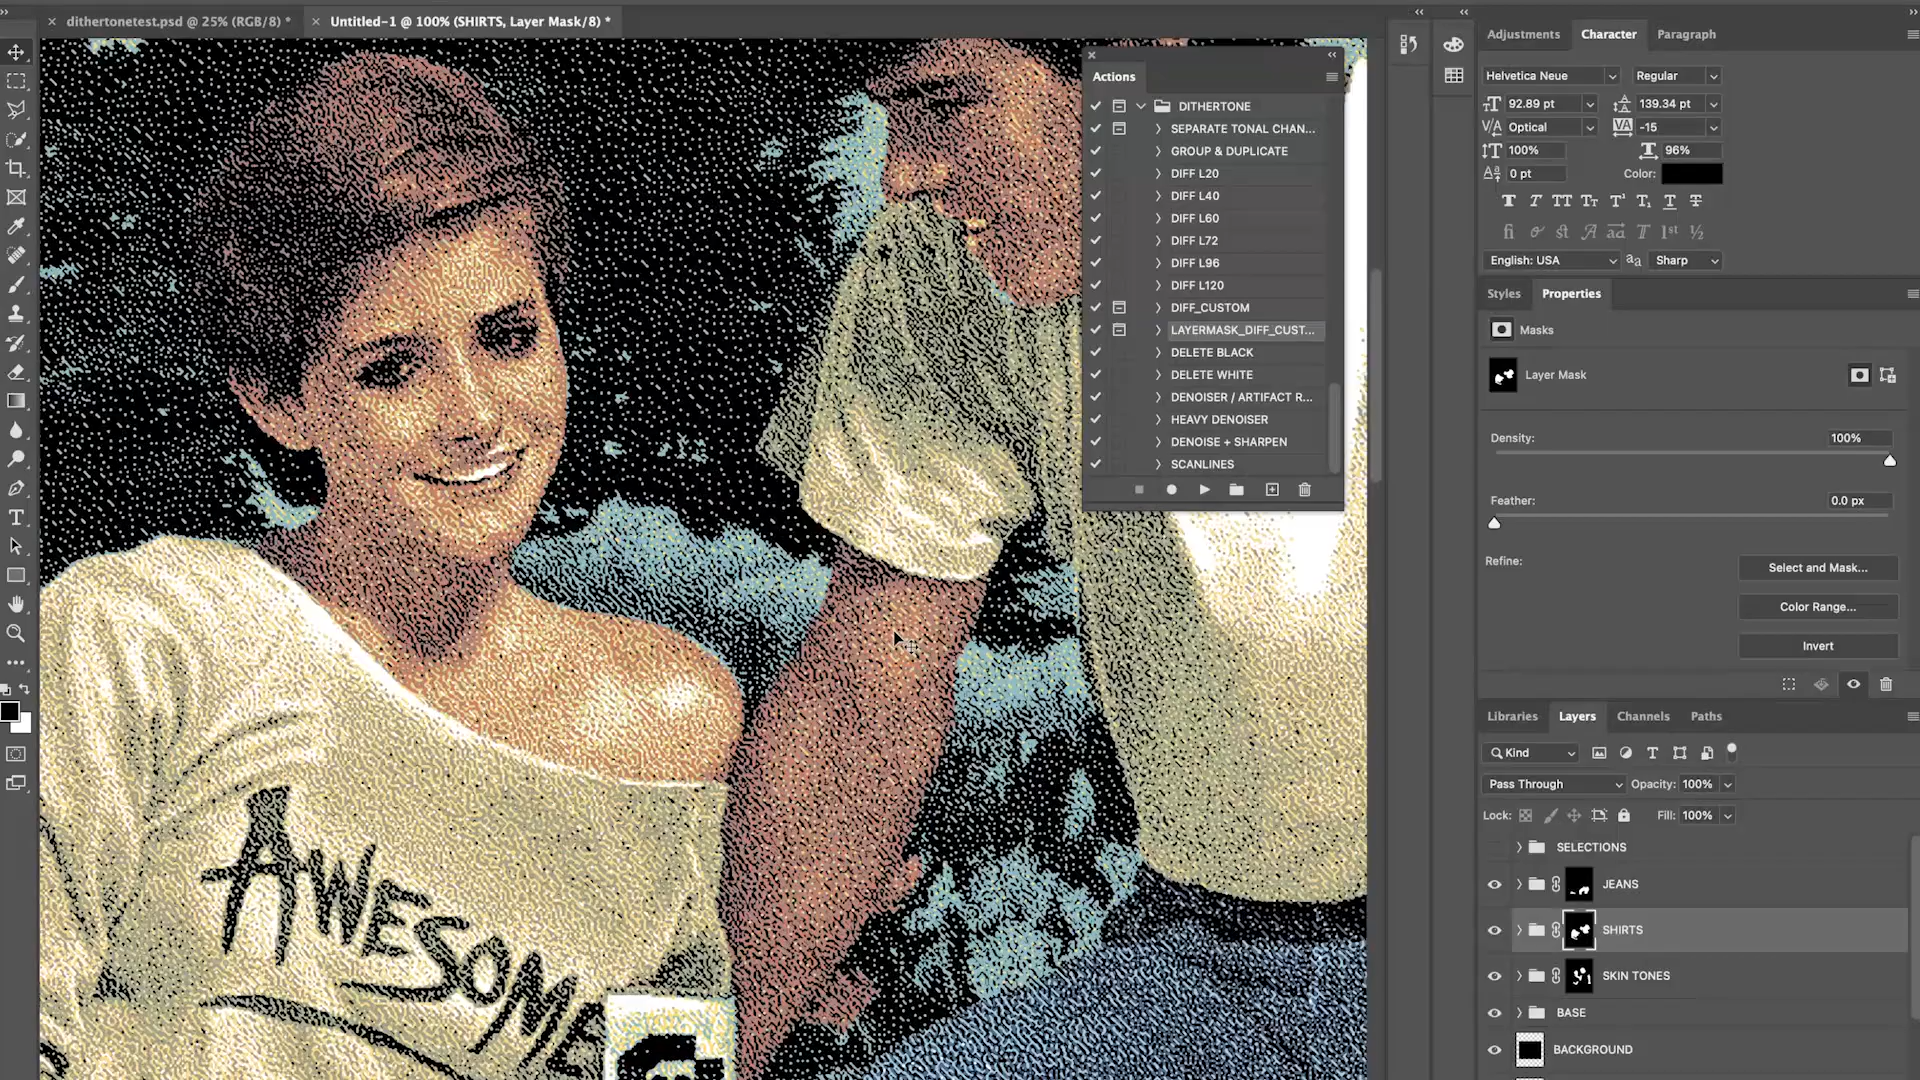 dithertonetest.psd @ 25% (RGB/8) *
Untitled-1 @ 100% (SHIRTS, Layer Mask/8) *
Actions
DITHERTONE
SEPARATE TONAL CHAN...
GROUP & DUPLICATE
DIFF L20
DIFF L40
DIFF L60
DIFF L72
DIFF L96
DIFF L120
DIFF_CUSTOM
LAYERMASK_DIFF_CUST...
DELETE BLACK
DELETE WHITE
DENOISER / ARTIFACT R...
HEAVY DENOISER
DENOISE + SHARPEN
SCANLINES
AWESOME
Adjustments
Character
Paragraph
Helvetica Neue
Regular
92.89 pt
139.34 pt
Optical
-15
100%
96%
0 pt
Color:
English: USA
Sharp
Styles
Properties
Masks
Layer Mask
Density:
100%
Feather:
0.0 px
Refine:
Select and Mask...
Color Range...
Invert
Libraries
Layers
Channels
Paths
Kind
Pass Through
Opacity: 100%
Lock:
Fill: 100%
SELECTIONS
JEANS
SHIRTS
SKIN TONES
BASE
BACKGROUND